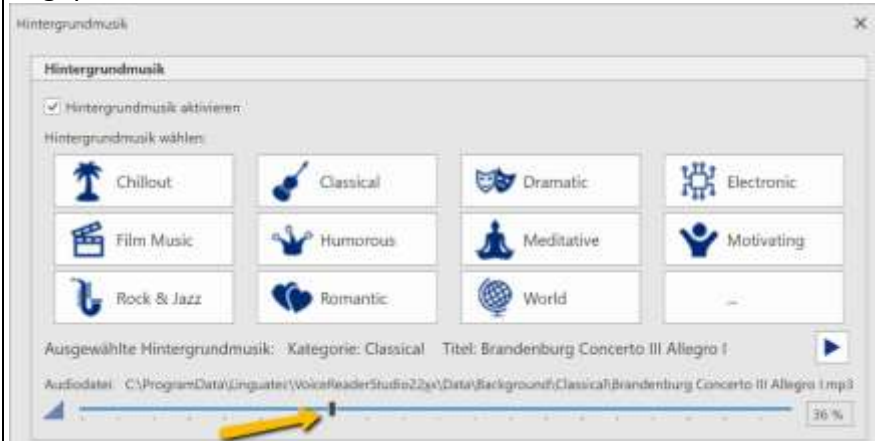 Hintergrundmusik
Hintergrundmusik
Hintergrundmusik aktivieren
Hintergrundmusik wählen:
Chillout Classical Dramatic Electronic
Film Music Humorous Meditative Motivating
Rock & Jazz Romantic World ...
Ausgewählte Hintergrundmusik: Kategorie: Classical Titel: Brandenburg Concerto III Allegro I
Audiodatei: C:\ProgramData\Linguatec\VoiceReaderStudio22xx\Data\Background\Classical\Brandenburg Concerto III Allegro I.mp3
36 %